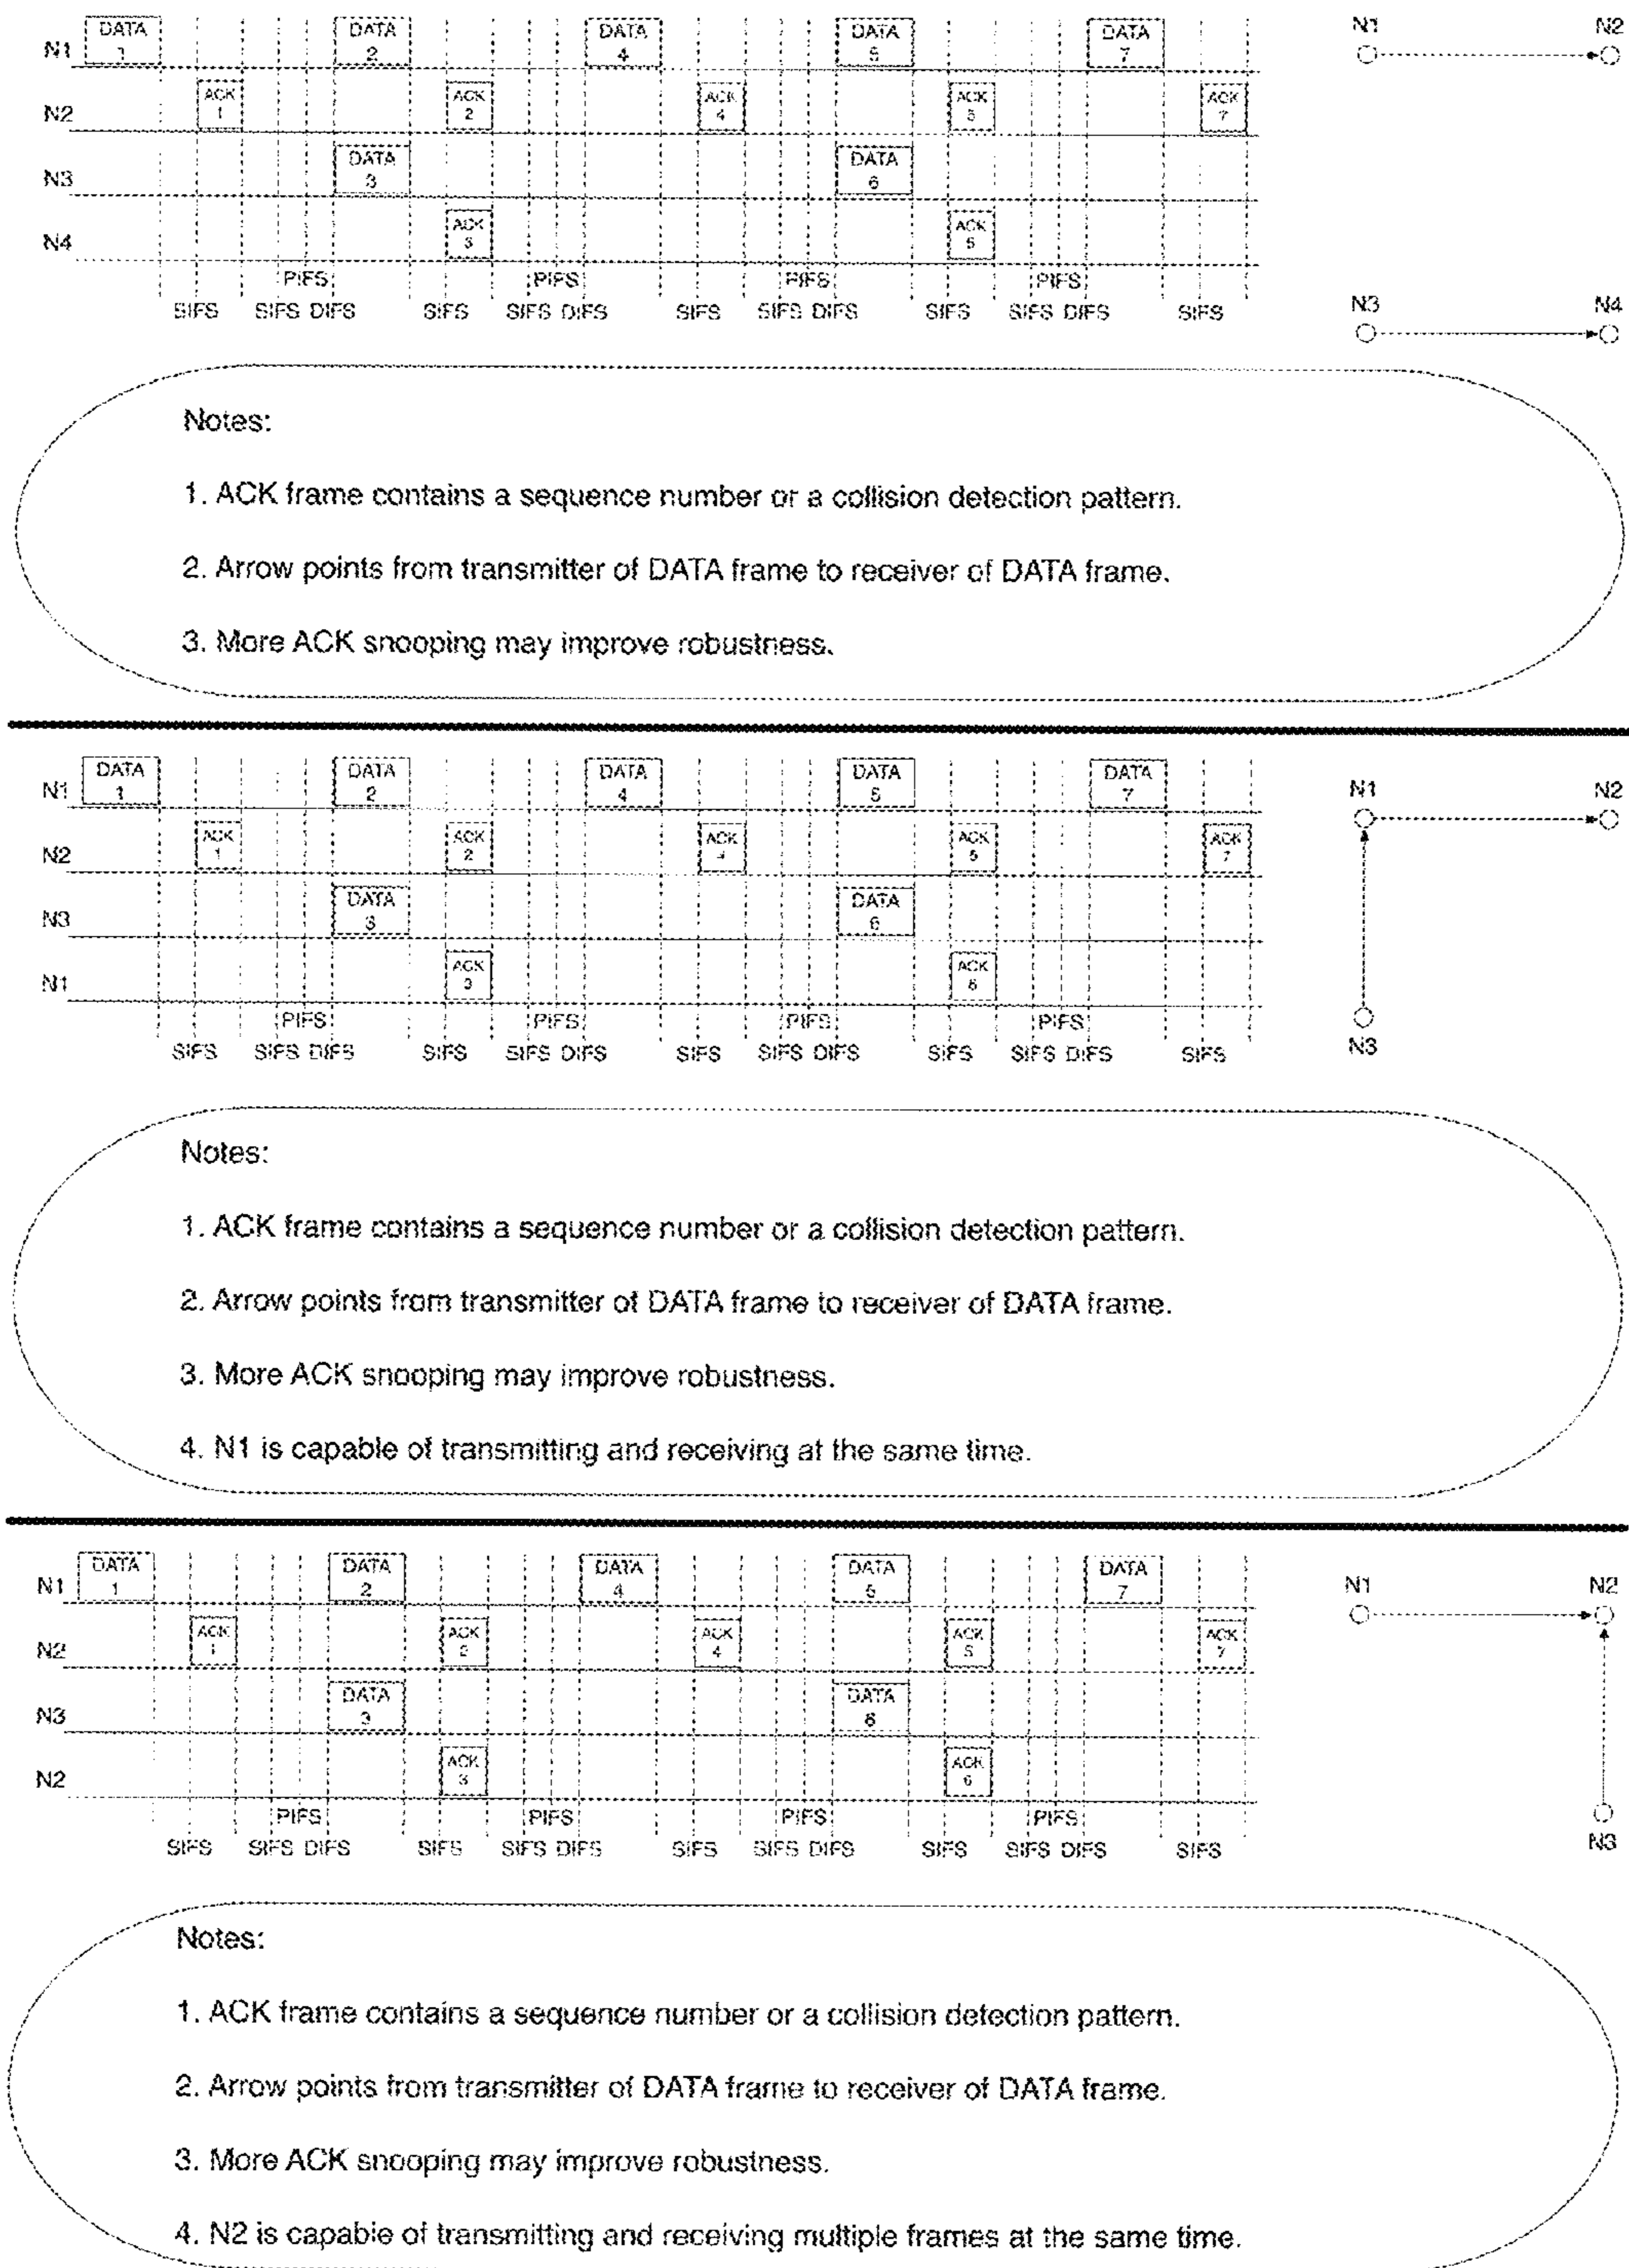 DATA DATA DATA DATA DATA
N1 1 2 4 5 7
ACK ACK ACK ACK ACK
N2 1 2 4 5 7
DATA DATA
N3 3 6
ACK ACK
N4 3
PIFS PIFS PIFS PIFS
SIFS SIFS DIFS SIFS SIFS DIFS SIFS SIFS DIFS SIFS SIFS DIFS SIFS
N1 N2
N3 N4
Notes:
1. ACK frame contains a sequence number or a collision detection pattern.
2. Arrow points from transmitter of DATA frame to receiver of DATA frame.
3. More ACK snooping may improve robustness.
DATA DATA DATA DATA DATA
N1 1 2 4 5 7
ACK ACK ACK ACK ACK
N2 1 2 4 5 7
DATA DATA
N3 3 6
ACK ACK
N1 3 6
PIFS PIFS PIFS PIFS
SIFS SIFS DIFS SIFS SIFS DIFS SIFS SIFS DIFS SIFS SIFS DIFS SIFS
N1 N2
N3
Notes:
1. ACK frame contains a sequence number or a collision detection pattern.
2. Arrow points from transmitter of DATA frame to receiver of DATA frame.
3. More ACK snooping may improve robustness.
4. N1 is capable of transmitting and receiving at the same time.
DATA DATA DATA DATA DATA
N1 1 2 4 5 7
ACK ACK ACK ACK ACK
N2 1 2 4 5 7
DATA DATA
N3 3 6
ACK ACK
N2 3 6
PIFS PIFS PIFS PIFS
SIFS SIFS DIFS SIFS SIFS DIFS SIFS SIFS DIFS SIFS SIFS DIFS SIFS
N1 N2
N3
Notes:
1. ACK frame contains a sequence number or a collision detection pattern.
2. Arrow points from transmitter of DATA frame to receiver of DATA frame.
3. More ACK snooping may improve robustness.
4. N2 is capable of transmitting and receiving multiple frames at the same time.